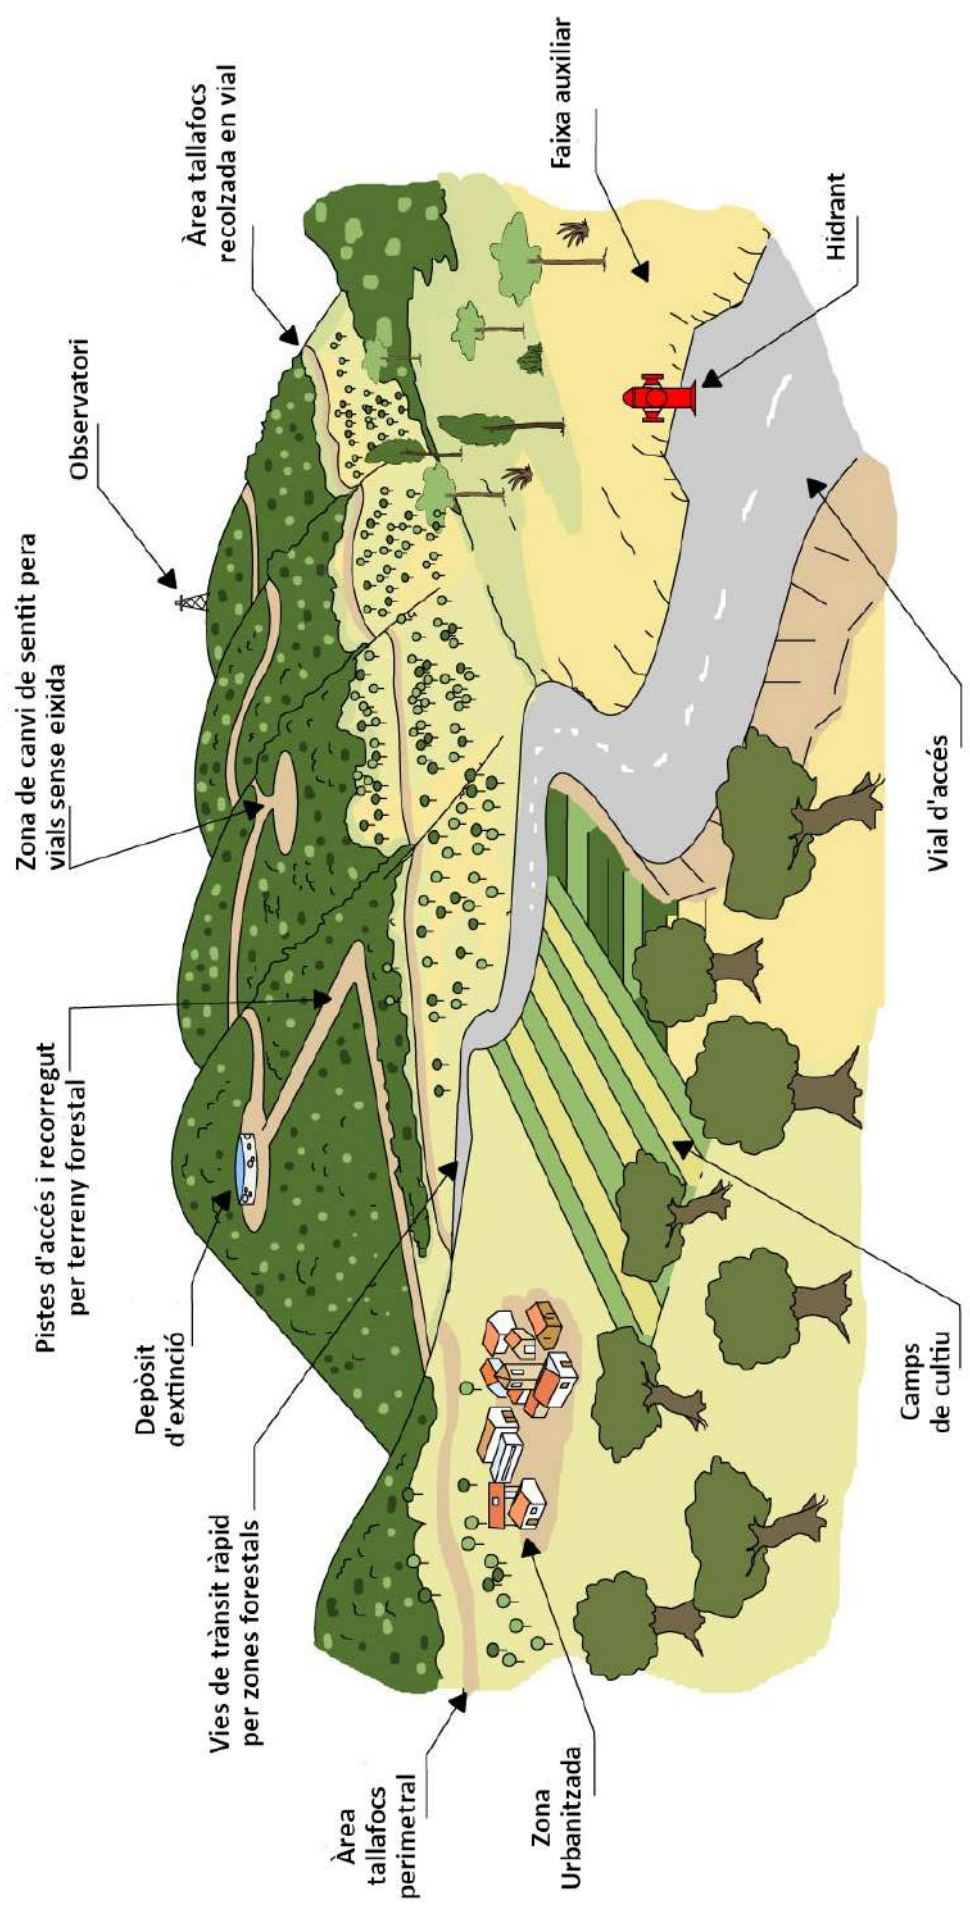 Àrea
tallafocs
perimetral
Zona
Urbanitzada
Vies de trànsit ràpid
per zones forestals
Depòsit
d'extinció
Pistes d'accés i recorregut
per terreny forestal
Zona de canvi de sentit pera
vials sense eixida
Observatori
Àrea tallafocs
recolzada en vial
Faixa auxiliar
Hidrant
Vial d'accés
Camps
de cultiu